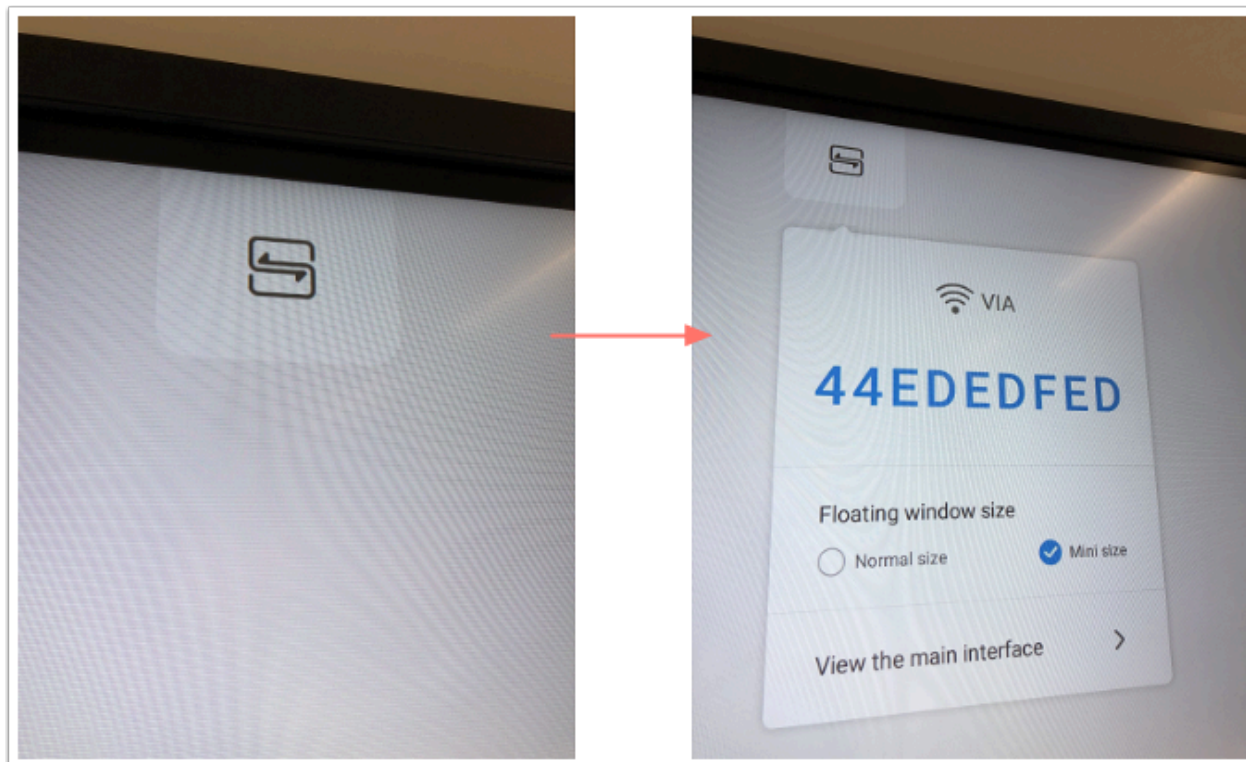 VIA
44EDEDFED
Floating window size
Normal size
Mini size
View the main interface